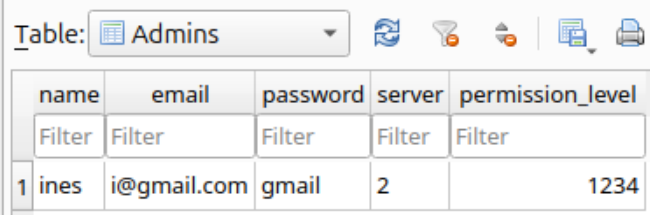 Table: Admins
name email password server permission_level
Filter Filter Filter Filter Filter
1 ines i@gmail.com gmail 2 1234